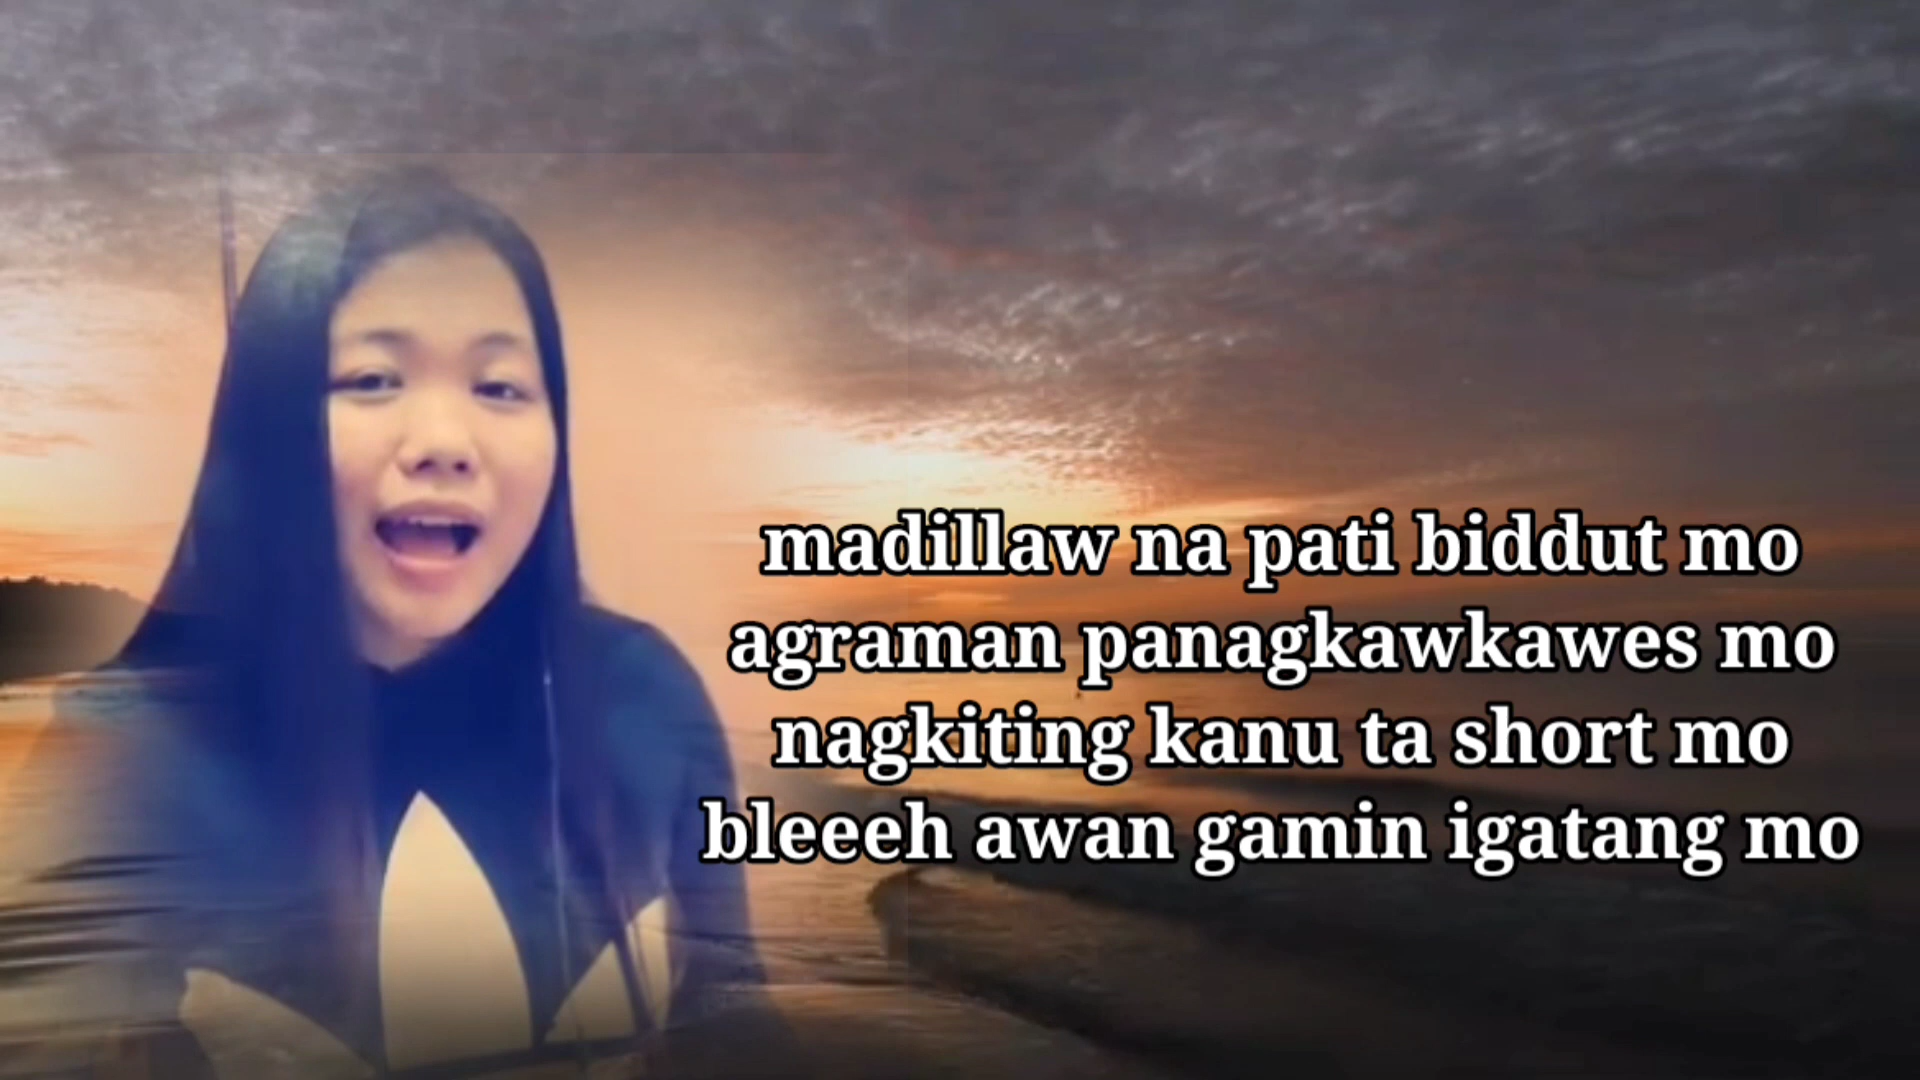 madillaw na pati biddut mo
agraman panagkawkawes mo
nagkiting kanu ta short mo
bleeeh awan gamin igatang mo